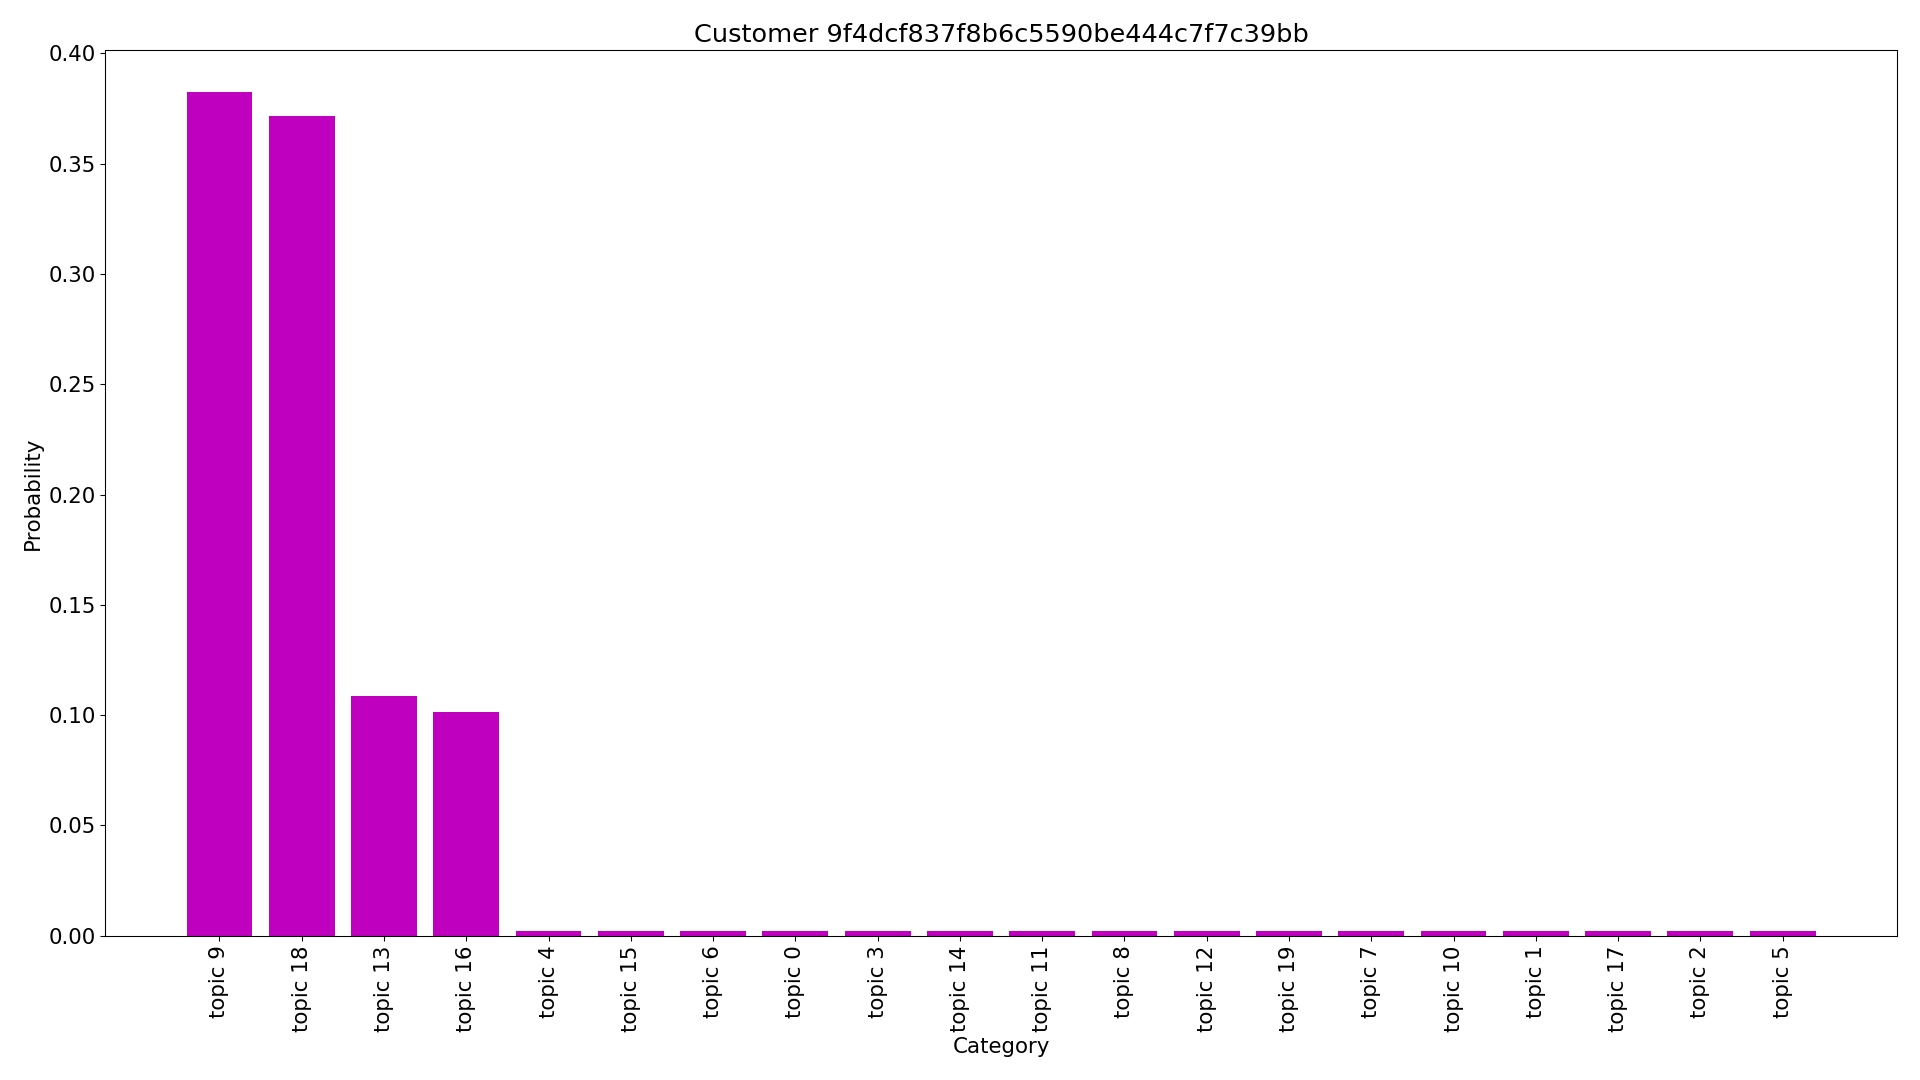 Customer 9f4dcf837f8b6c5590be444c7f7c39bb
0.40
0.35
0.30
0.25
0.20
0.15
0.10
0.05
0.00
Probability
topic 9
topic 18
topic 13
topic 16
topic 4
topic 15
topic 6
topic 0
topic 3
topic 14
topic 11
topic 8
topic 12
topic 19
topic 7
topic 10
topic 1
topic 17
topic 2
topic 5
Category